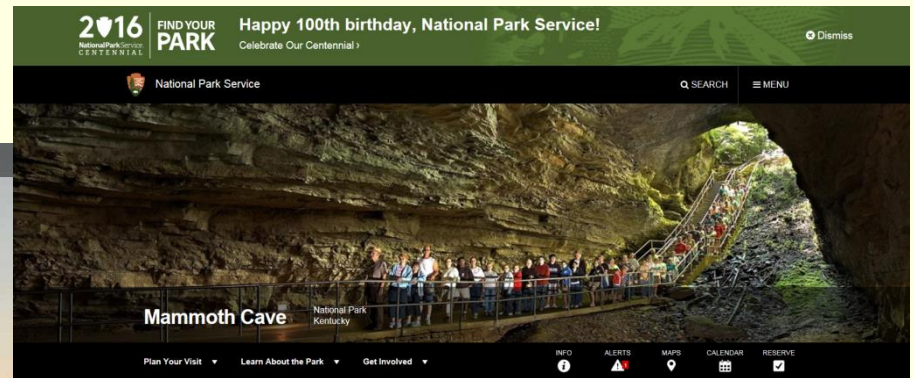 2016
National Park Service
CENTENNIAL
FIND YOUR
PARK
Happy 100th birthday, National Park Service!
Celebrate Our Centennial ›
Dismiss
National Park Service
SEARCH
MENU
Mammoth Cave
National Park
Kentucky
Plan Your Visit
Learn About the Park
Get Involved
INFO
ALERTS
1
MAPS
CALENDAR
RESERVE